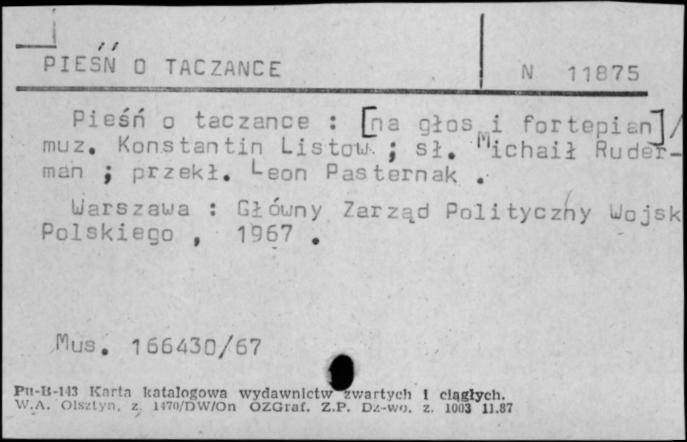 PIEŚŃ O TACZANCE
N 11875
Pieśń o taczance : [na głos i fortepian]/
muz. Konstantin Listow. ; sł. Michaił Ruder-
man ; przekł. Leon Pasternak .
Warszawa : Główny Zarząd Polityczńy Wojsk
Polskiego , 1967 .
Mus. 166430/67
Pu-B-143 Karta katalogowa wydawnictw zwartych i ciągłych.
W.A. Olsztyn, z. 1470/DW/On OZGraf. Z.P. Dz-wo. z. 1003 11.87